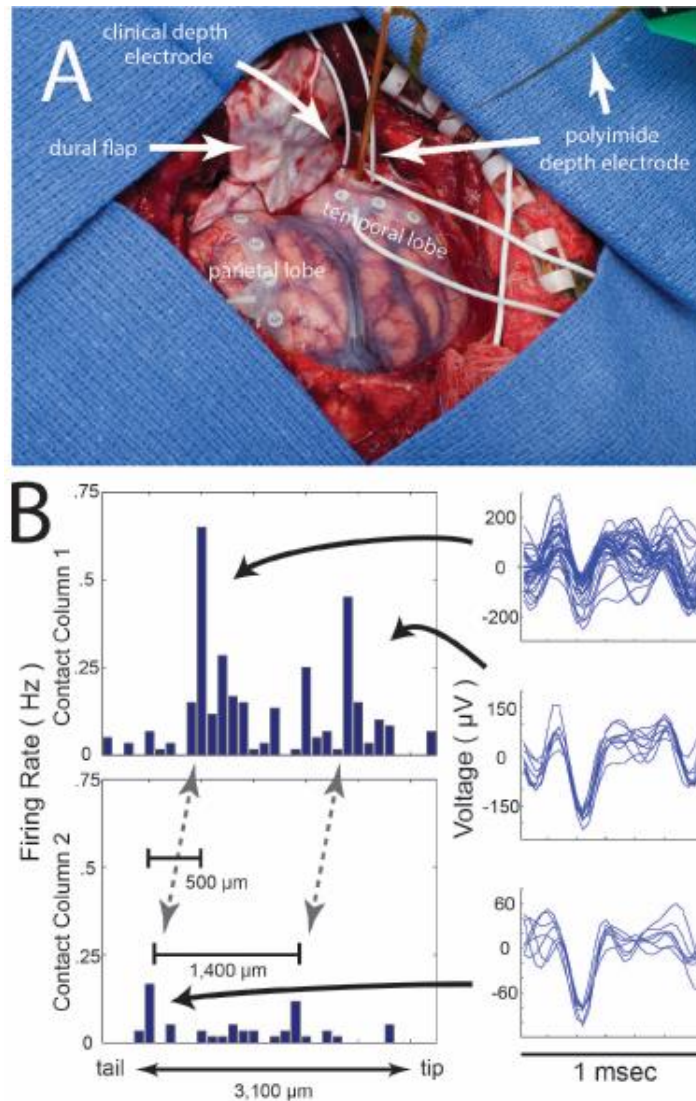 A
clinical depth
electrode
dural flap
polyimide
depth electrode
temporal lobe
parietal lobe
B
Firing Rate ( Hz )
Contact Column 1
.75
.5
.25
0
Contact Column 2
.75
.5
.25
0
500 µm
1,400 µm
tail
tip
3,100 µm
Voltage ( µV )
200
0
-200
150
0
-150
60
0
-60
1 msec